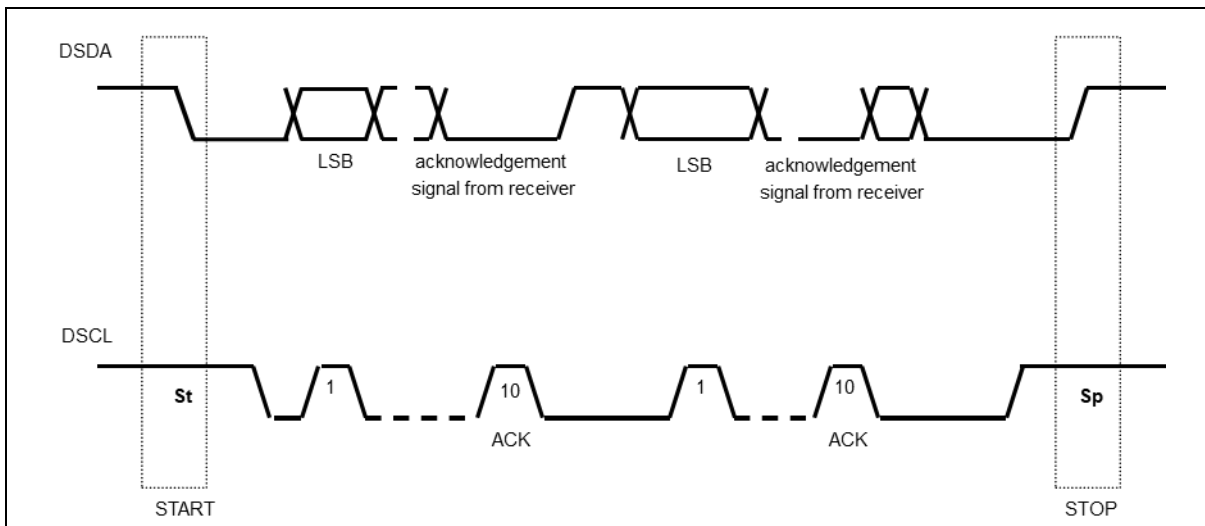 DSDA
LSB
acknowledgement
signal from receiver
LSB
acknowledgement
signal from receiver
DSCL
St
1
10
1
10
Sp
ACK
ACK
START
STOP